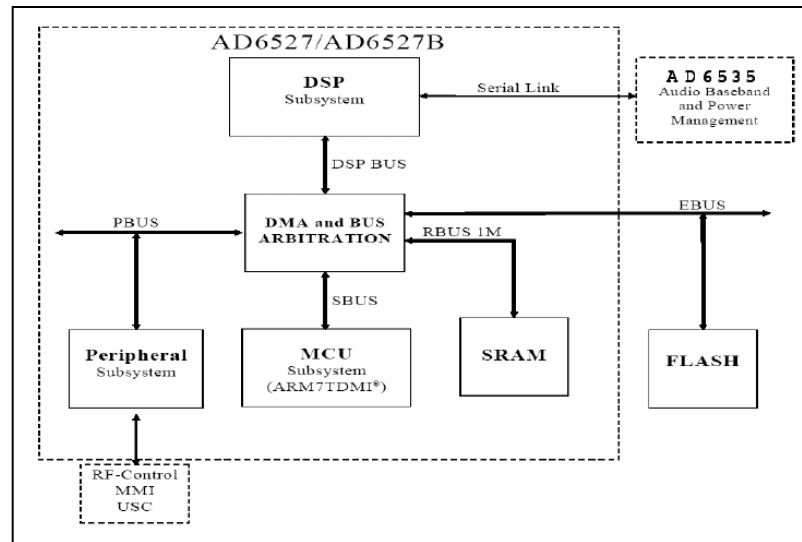 AD6527/AD6527B
DSP
Subsystem
Serial Link
AD6535
Audio Baseband
and Power
Management
DSP BUS
PBUS
DMA and BUS
ARBITRATION
EBUS
RBUS 1M
SBUS
Peripheral
Subsystem
MCU
Subsystem
(ARM7TDMI®)
SRAM
FLASH
RF-Control
MMI
USC